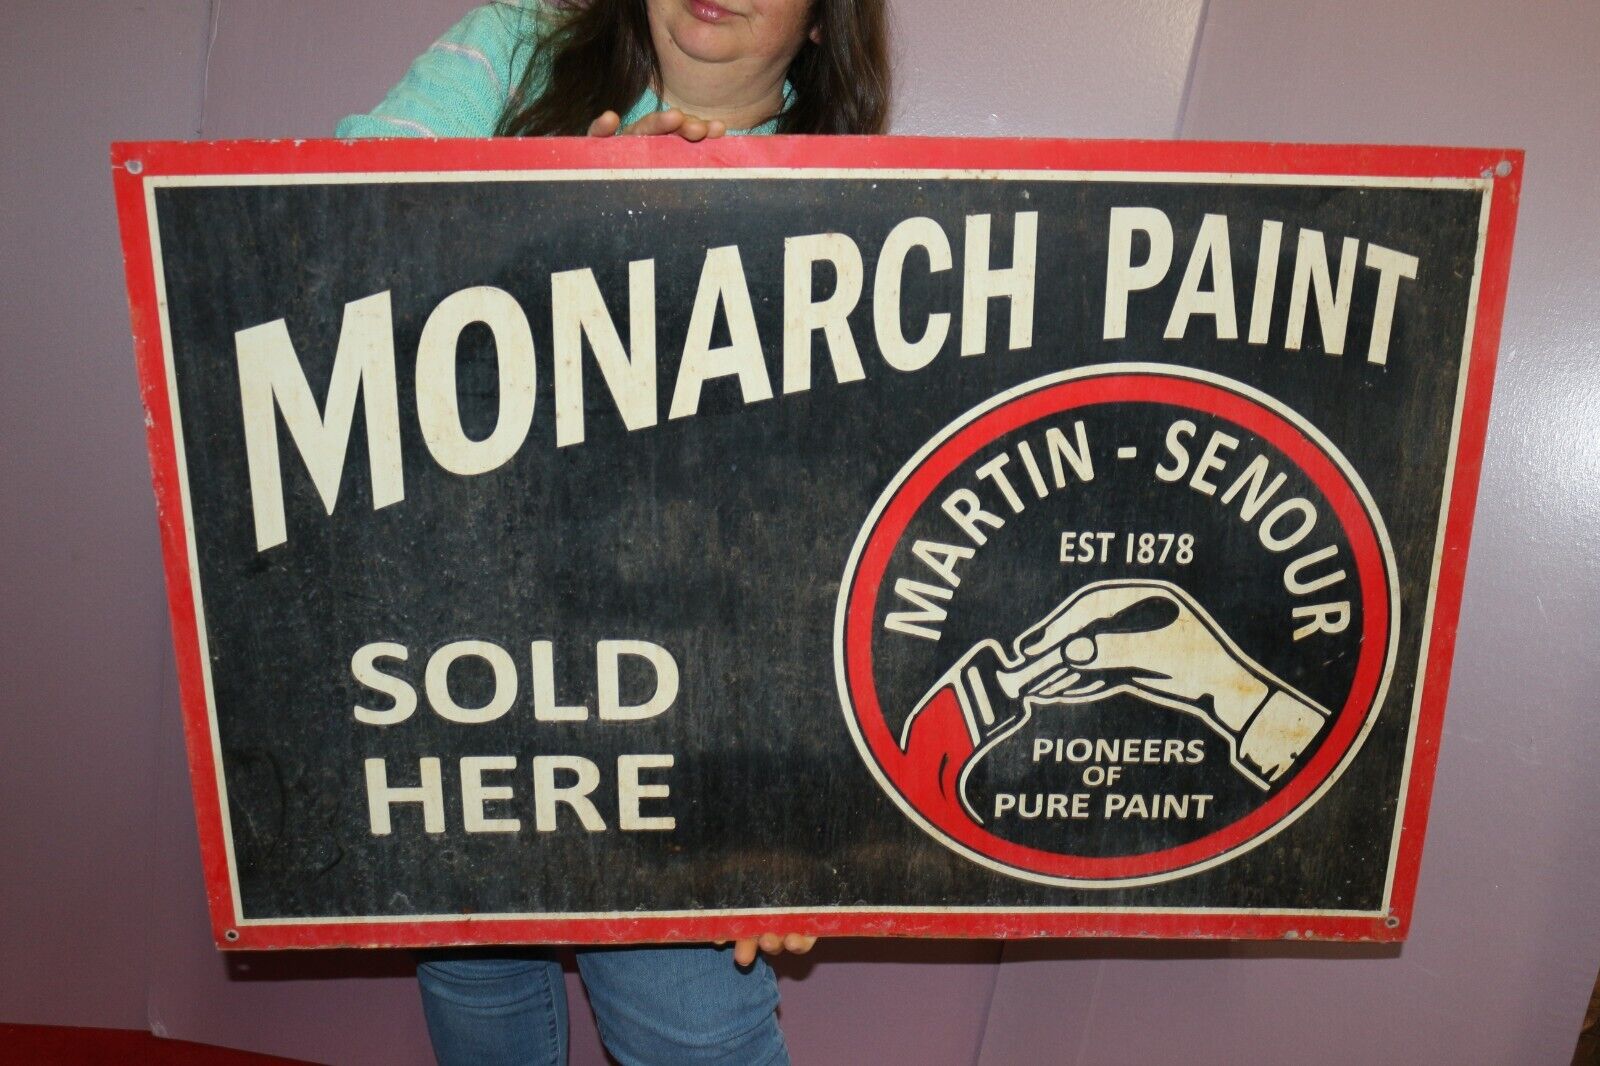 MONARCH PAINT
SOLD
HERE
MARTIN - SENOUR
EST 1878
PIONEERS
OF
PURE PAINT